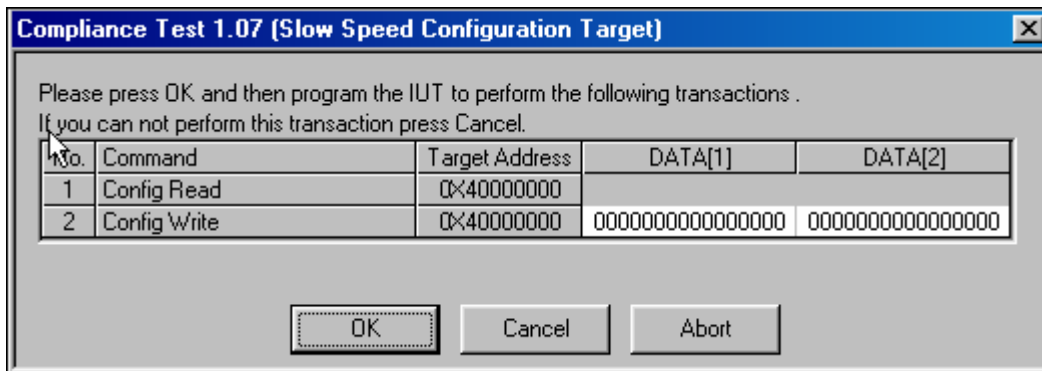 Compliance Test 1.07 (Slow Speed Configuration Target)
Please press OK and then program the IUT to perform the following transactions .
If you can not perform this transaction press Cancel.
No. Command Target Address DATA[1] DATA[2]
1 Config Read 0X40000000
2 Config Write 0X40000000 0000000000000000 0000000000000000
OK Cancel Abort